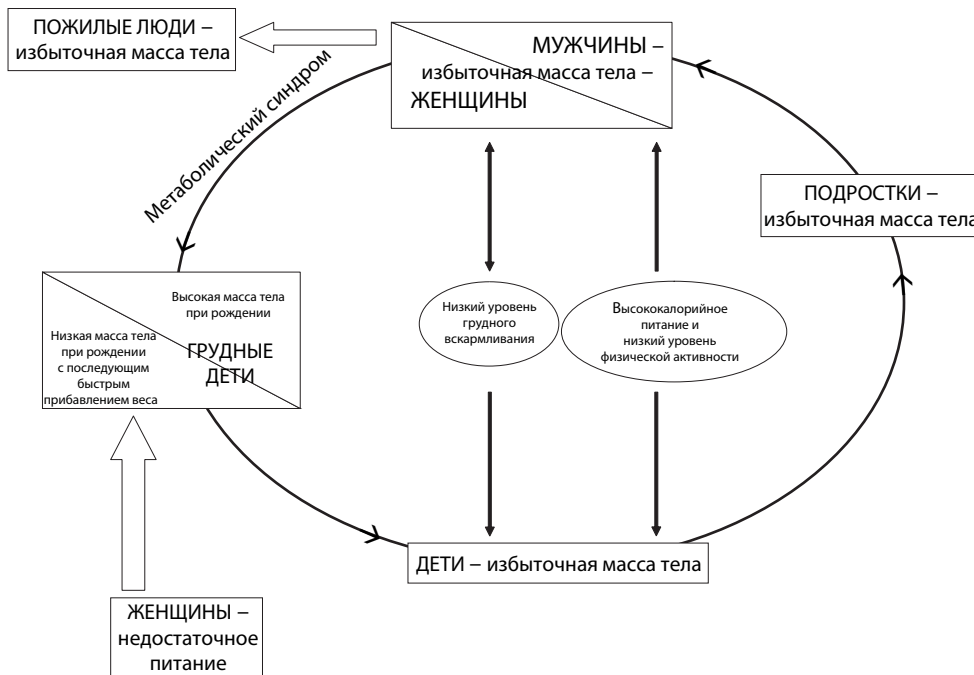 ПОЖИЛЫЕ ЛЮДИ –
избыточная масса тела
МУЖЧИНЫ –
избыточная масса тела –
ЖЕНЩИНЫ
Метаболический синдром
ПОДРОСТКИ –
избыточная масса тела
Высокая масса тела
при рождении
Низкая масса тела
при рождении
с последующим
быстрым
прибавлением веса
ГРУДНЫЕ
ДЕТИ
Низкий уровень
грудного
вскармливания
Высококалорийное
питание и
низкий уровень
физической активности
ДЕТИ – избыточная масса тела
ЖЕНЩИНЫ –
недостаточное
питание